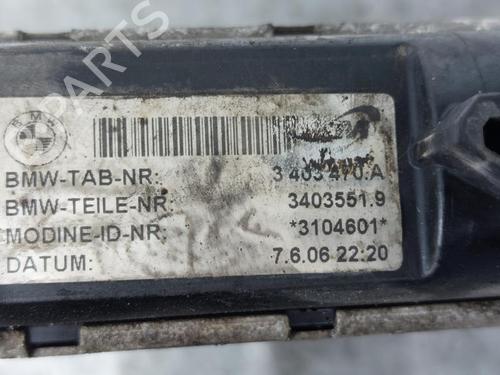 BMW
BMW-TAB-NR: 3 403 470.A
BMW-TEILE-NR: 3403551.9
MODINE-ID-NR: *3104601*
DATUM: 7.6.06 22:20
B-PARTS